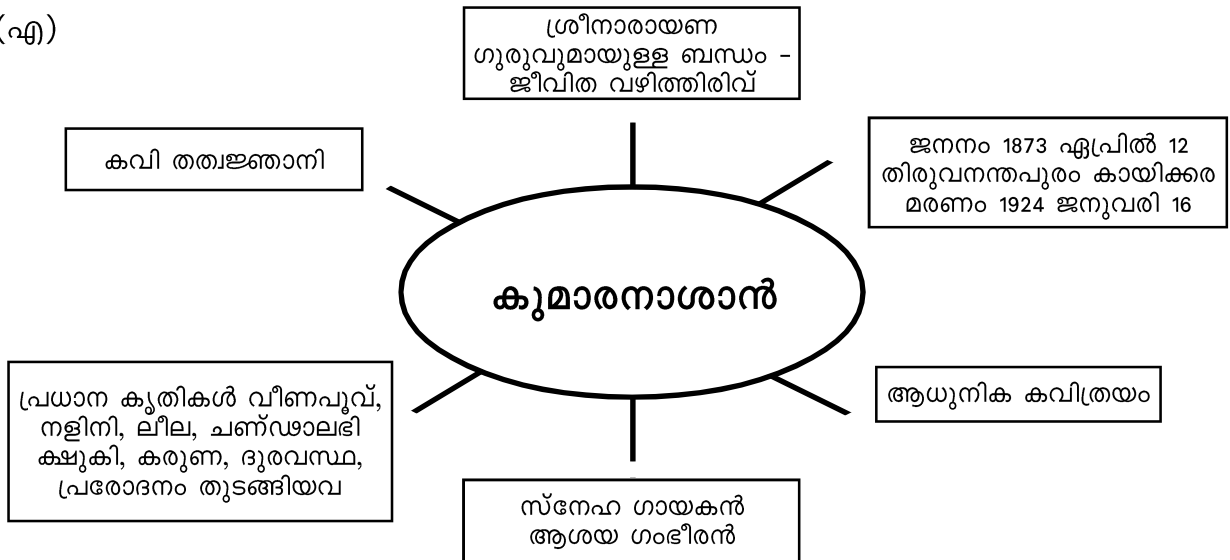 (എ)
ശ്രീനാരായണ
ഗുരുവുമായുള്ള ബന്ധം -
ജീവിത വഴിത്തിരിവ്
കവി തത്വജ്ഞാനി
ജനനം 1873 ഏപ്രിൽ 12
തിരുവനന്തപുരം കായിക്കര
മരണം 1924 ജനുവരി 16
കുമാരനാശാൻ
പ്രധാന കൃതികൾ വീണപൂവ്,
നളിനി, ലീല, ചണ്ഢാലഭി
ക്ഷുകി, കരുണ, ദുരവസ്ഥ,
പ്രരോദനം തുടങ്ങിയവ
ആധുനിക കവിത്രയം
സ്നേഹ ഗായകൻ
ആശയ ഗംഭീരൻ